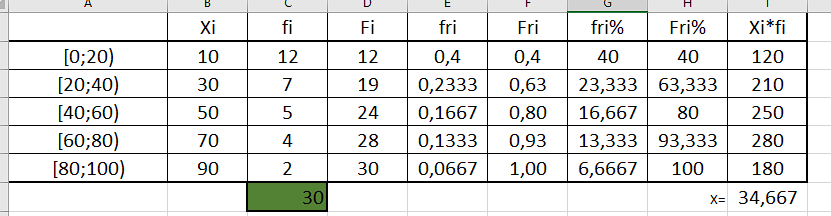 A B C D E F G H I
Xi fi Fi fri Fri fri% Fri% Xi*fi
[0;20) 10 12 12 0,4 0,4 40 40 120
[20;40) 30 7 19 0,2333 0,63 23,333 63,333 210
[40;60) 50 5 24 0,1667 0,80 16,667 80 250
[60;80) 70 4 28 0,1333 0,93 13,333 93,333 280
[80;100) 90 2 30 0,0667 1,00 6,6667 100 180
30 x= 34,667